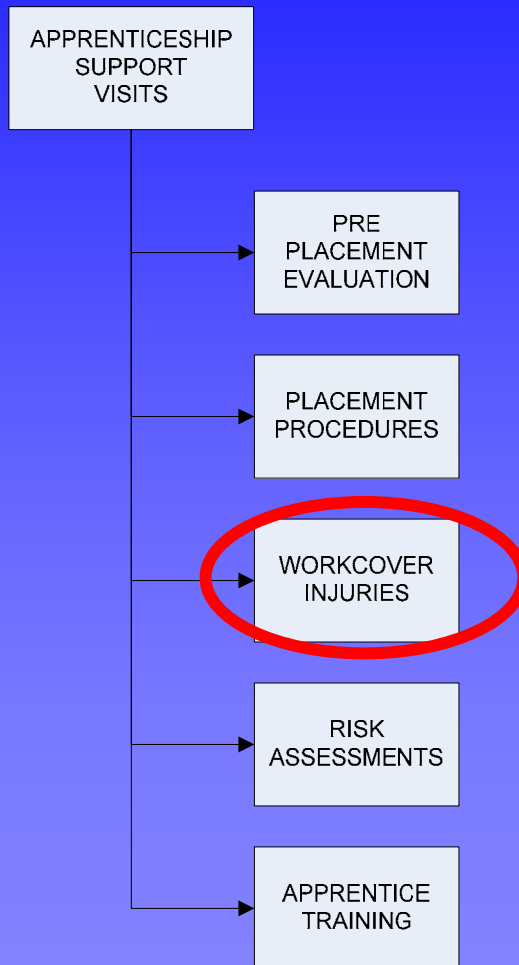 APPRENTICESHIP
SUPPORT
VISITS
PRE
PLACEMENT
EVALUATION
PLACEMENT
PROCEDURES
WORKCOVER
INJURIES
RISK
ASSESSMENTS
APPRENTICE
TRAINING